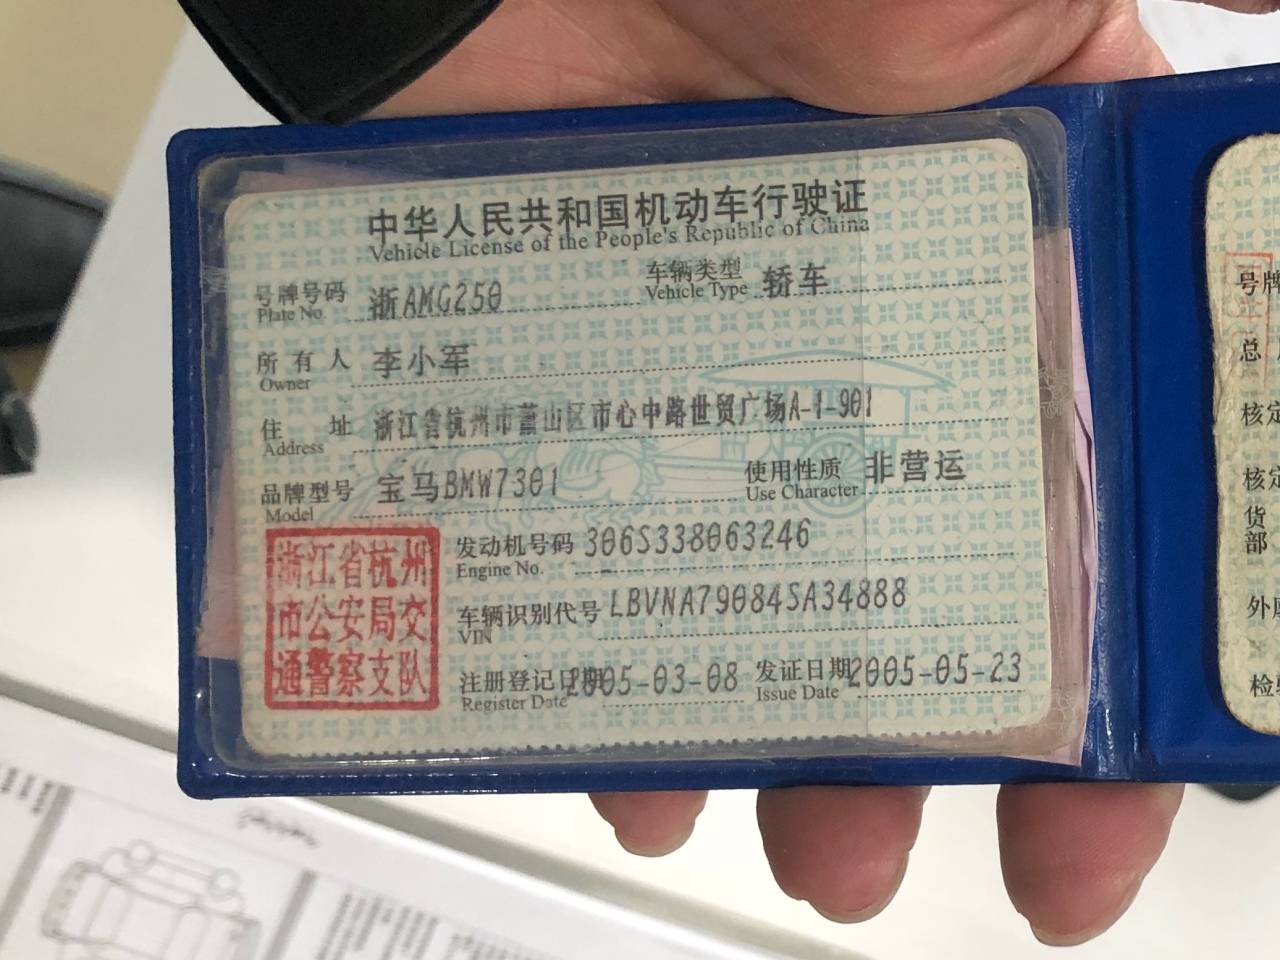 中华人民共和国机动车行驶证
Vehicle License of the People's Republic of China
号牌号码 浙AMG250 车辆类型 轿车
Plate No. Vehicle Type
所有人 李小军
Owner
住址 浙江省杭州市萧山区市心中路世贸广场A-1-901
Address
品牌型号 宝马BMW7301 使用性质 非营运
Model Use Character
发动机号码 306S338063246
Engine No.
车辆识别代号 LBVNA79084SA34888
VIN
注册登记日期 2005-03-08 发证日期 2005-05-23
Register Date Issue Date
浙江省杭州
市公安局交
通警察支队
号牌
总
核定
核定
货
部
外
检